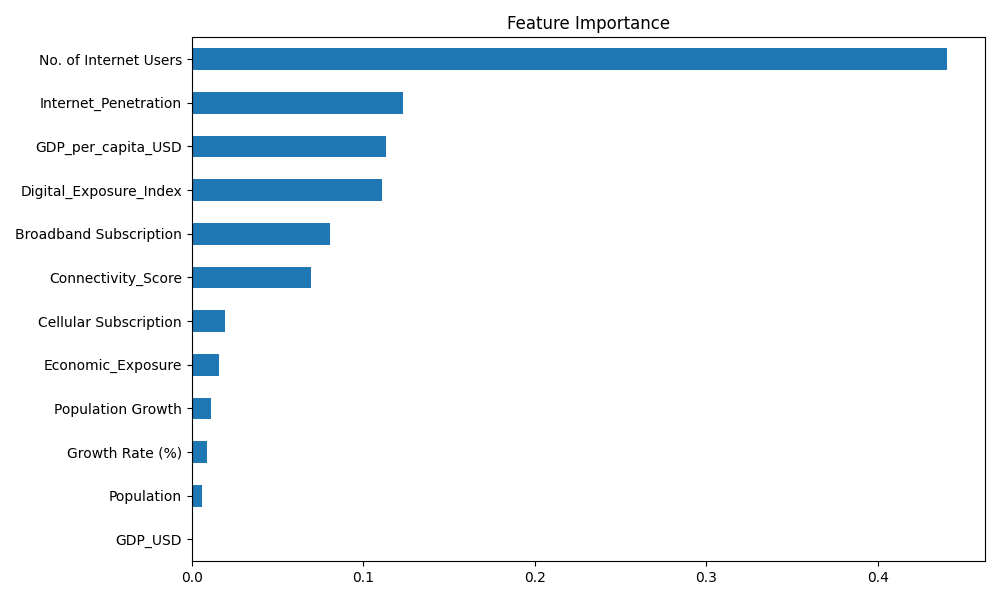 Feature Importance
No. of Internet Users
Internet_Penetration
GDP_per_capita_USD
Digital_Exposure_Index
Broadband Subscription
Connectivity_Score
Cellular Subscription
Economic_Exposure
Population Growth
Growth Rate (%)
Population
GDP_USD
0.0 0.1 0.2 0.3 0.4